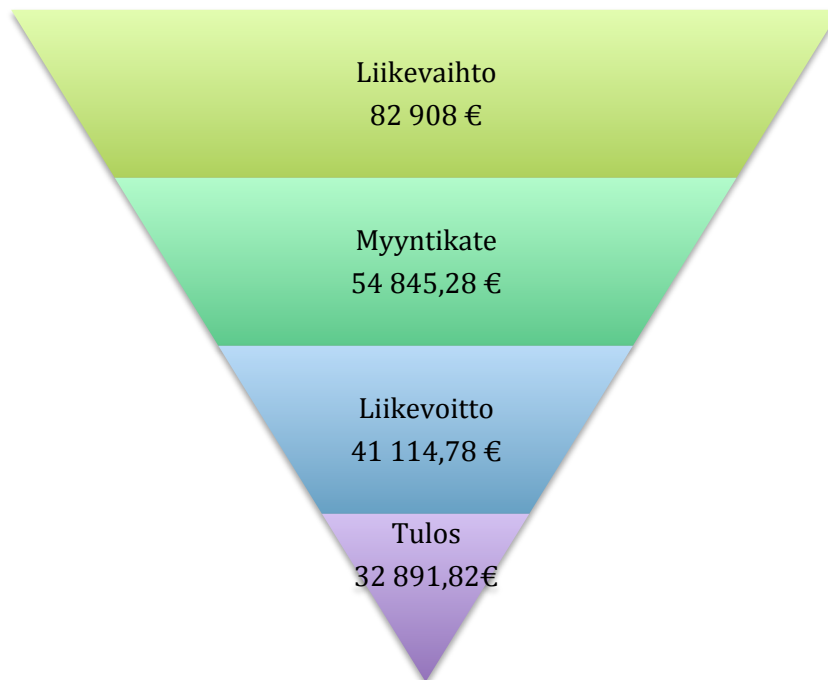 Liikevaihto
82 908 €
Myyntikate
54 845,28 €
Liikevoitto
41 114,78 €
Tulos
32 891,82€